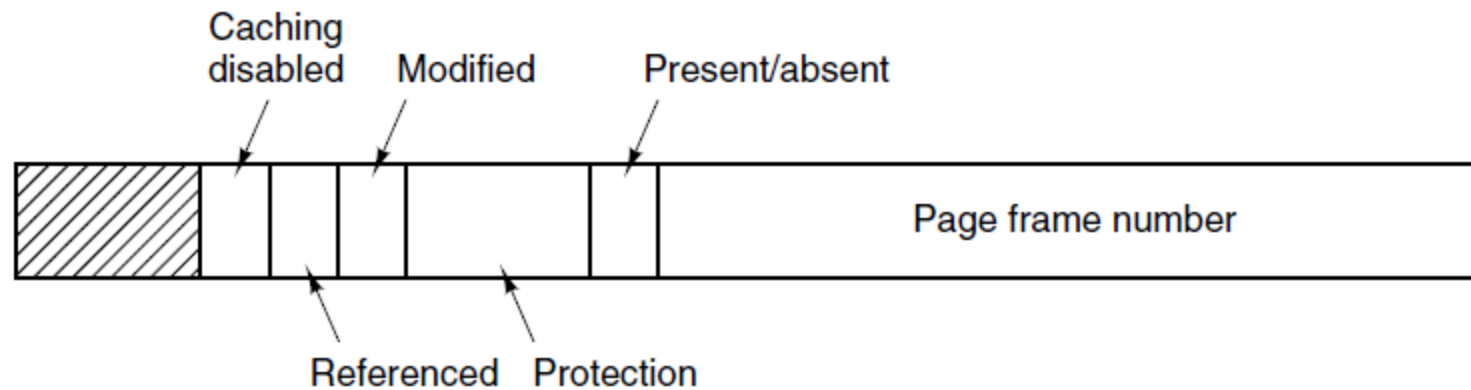 Caching
disabled
Modified
Present/absent
Page frame number
Referenced
Protection